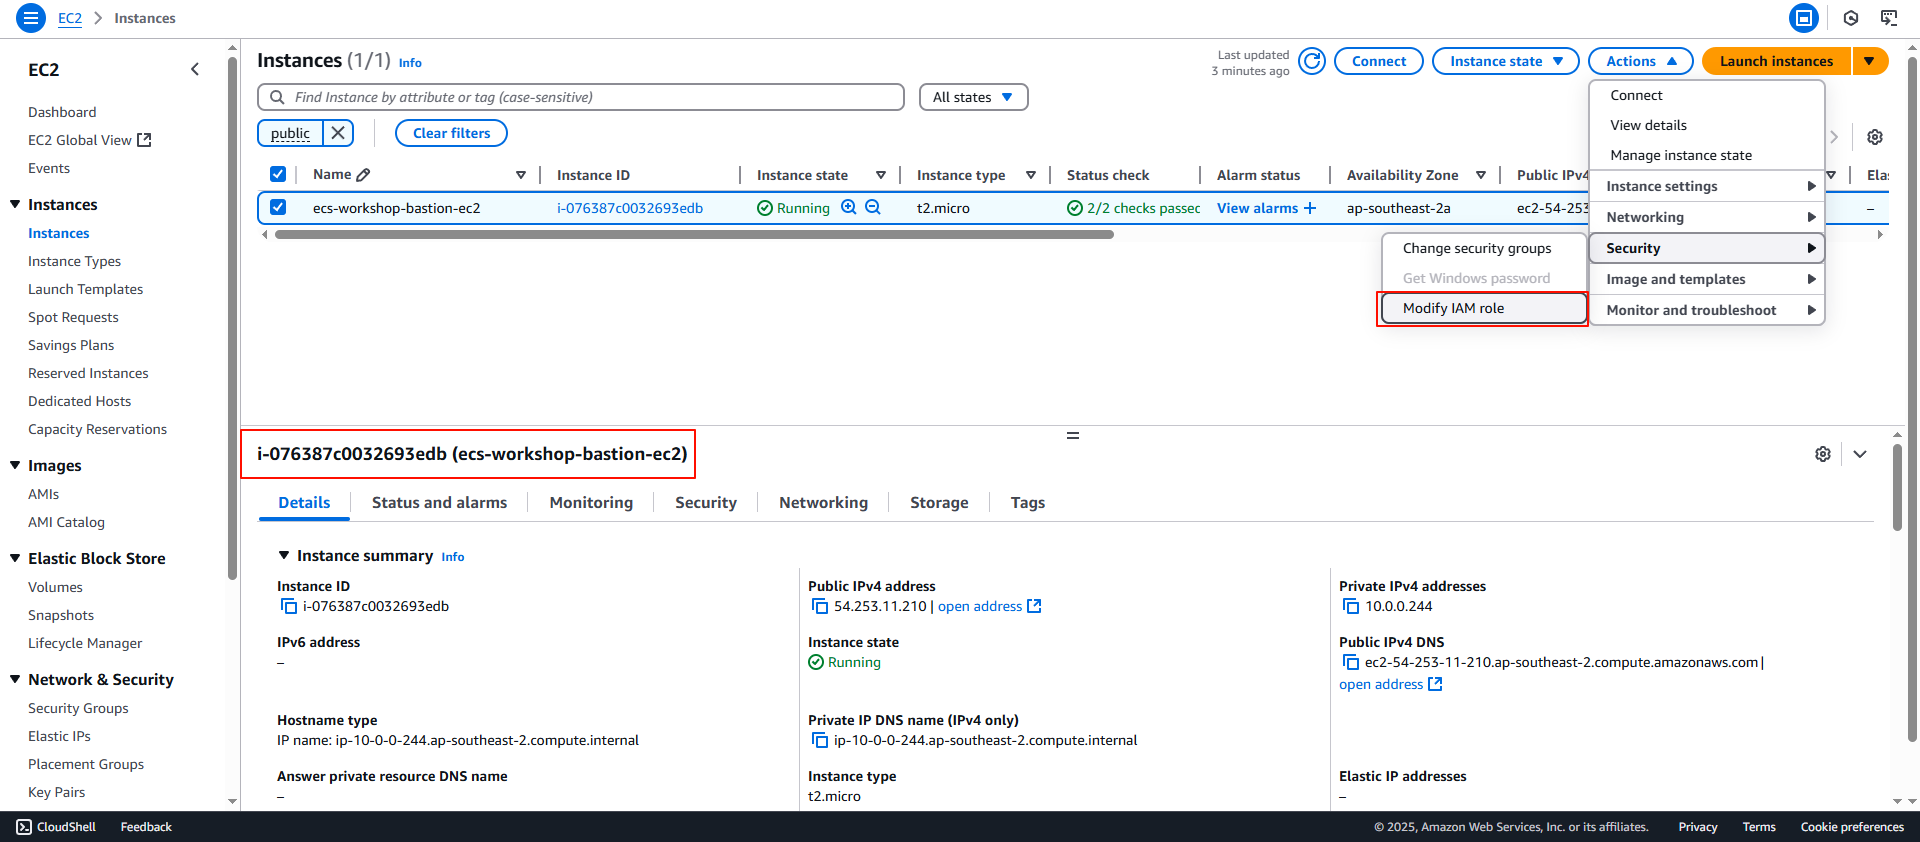 EC2 > Instances
EC2
Dashboard
EC2 Global View
Events
Instances
Instances
Instance Types
Launch Templates
Spot Requests
Savings Plans
Reserved Instances
Dedicated Hosts
Capacity Reservations
Images
AMIs
AMI Catalog
Elastic Block Store
Volumes
Snapshots
Lifecycle Manager
Network & Security
Security Groups
Elastic IPs
Placement Groups
Key Pairs
Instances (1/1) Info
Last updated
3 minutes ago
Connect
Instance state
Actions
Launch instances
Find Instance by attribute or tag (case-sensitive)
All states
public
Clear filters
Connect
View details
Manage instance state
Instance settings
Networking
Security
Image and templates
Monitor and troubleshoot
Change security groups
Get Windows password
Modify IAM role
Name Instance ID Instance state Instance type Status check Alarm status Availability Zone Public IPv4 Elas
ecs-workshop-bastion-ec2 i-076387c0032693edb Running t2.micro 2/2 checks passec View alarms + ap-southeast-2a ec2-54-253 –
i-076387c0032693edb (ecs-workshop-bastion-ec2)
Details Status and alarms Monitoring Security Networking Storage Tags
Instance summary Info
Instance ID
i-076387c0032693edb
Public IPv4 address
54.253.11.210 | open address
Private IPv4 addresses
10.0.0.244
IPv6 address
–
Instance state
Running
Public IPv4 DNS
ec2-54-253-11-210.ap-southeast-2.compute.amazonaws.com |
open address
Hostname type
IP name: ip-10-0-0-244.ap-southeast-2.compute.internal
Private IP DNS name (IPv4 only)
ip-10-0-0-244.ap-southeast-2.compute.internal
Answer private resource DNS name
–
Instance type
t2.micro
Elastic IP addresses
–
CloudShell Feedback © 2025, Amazon Web Services, Inc. or its affiliates. Privacy Terms Cookie preferences